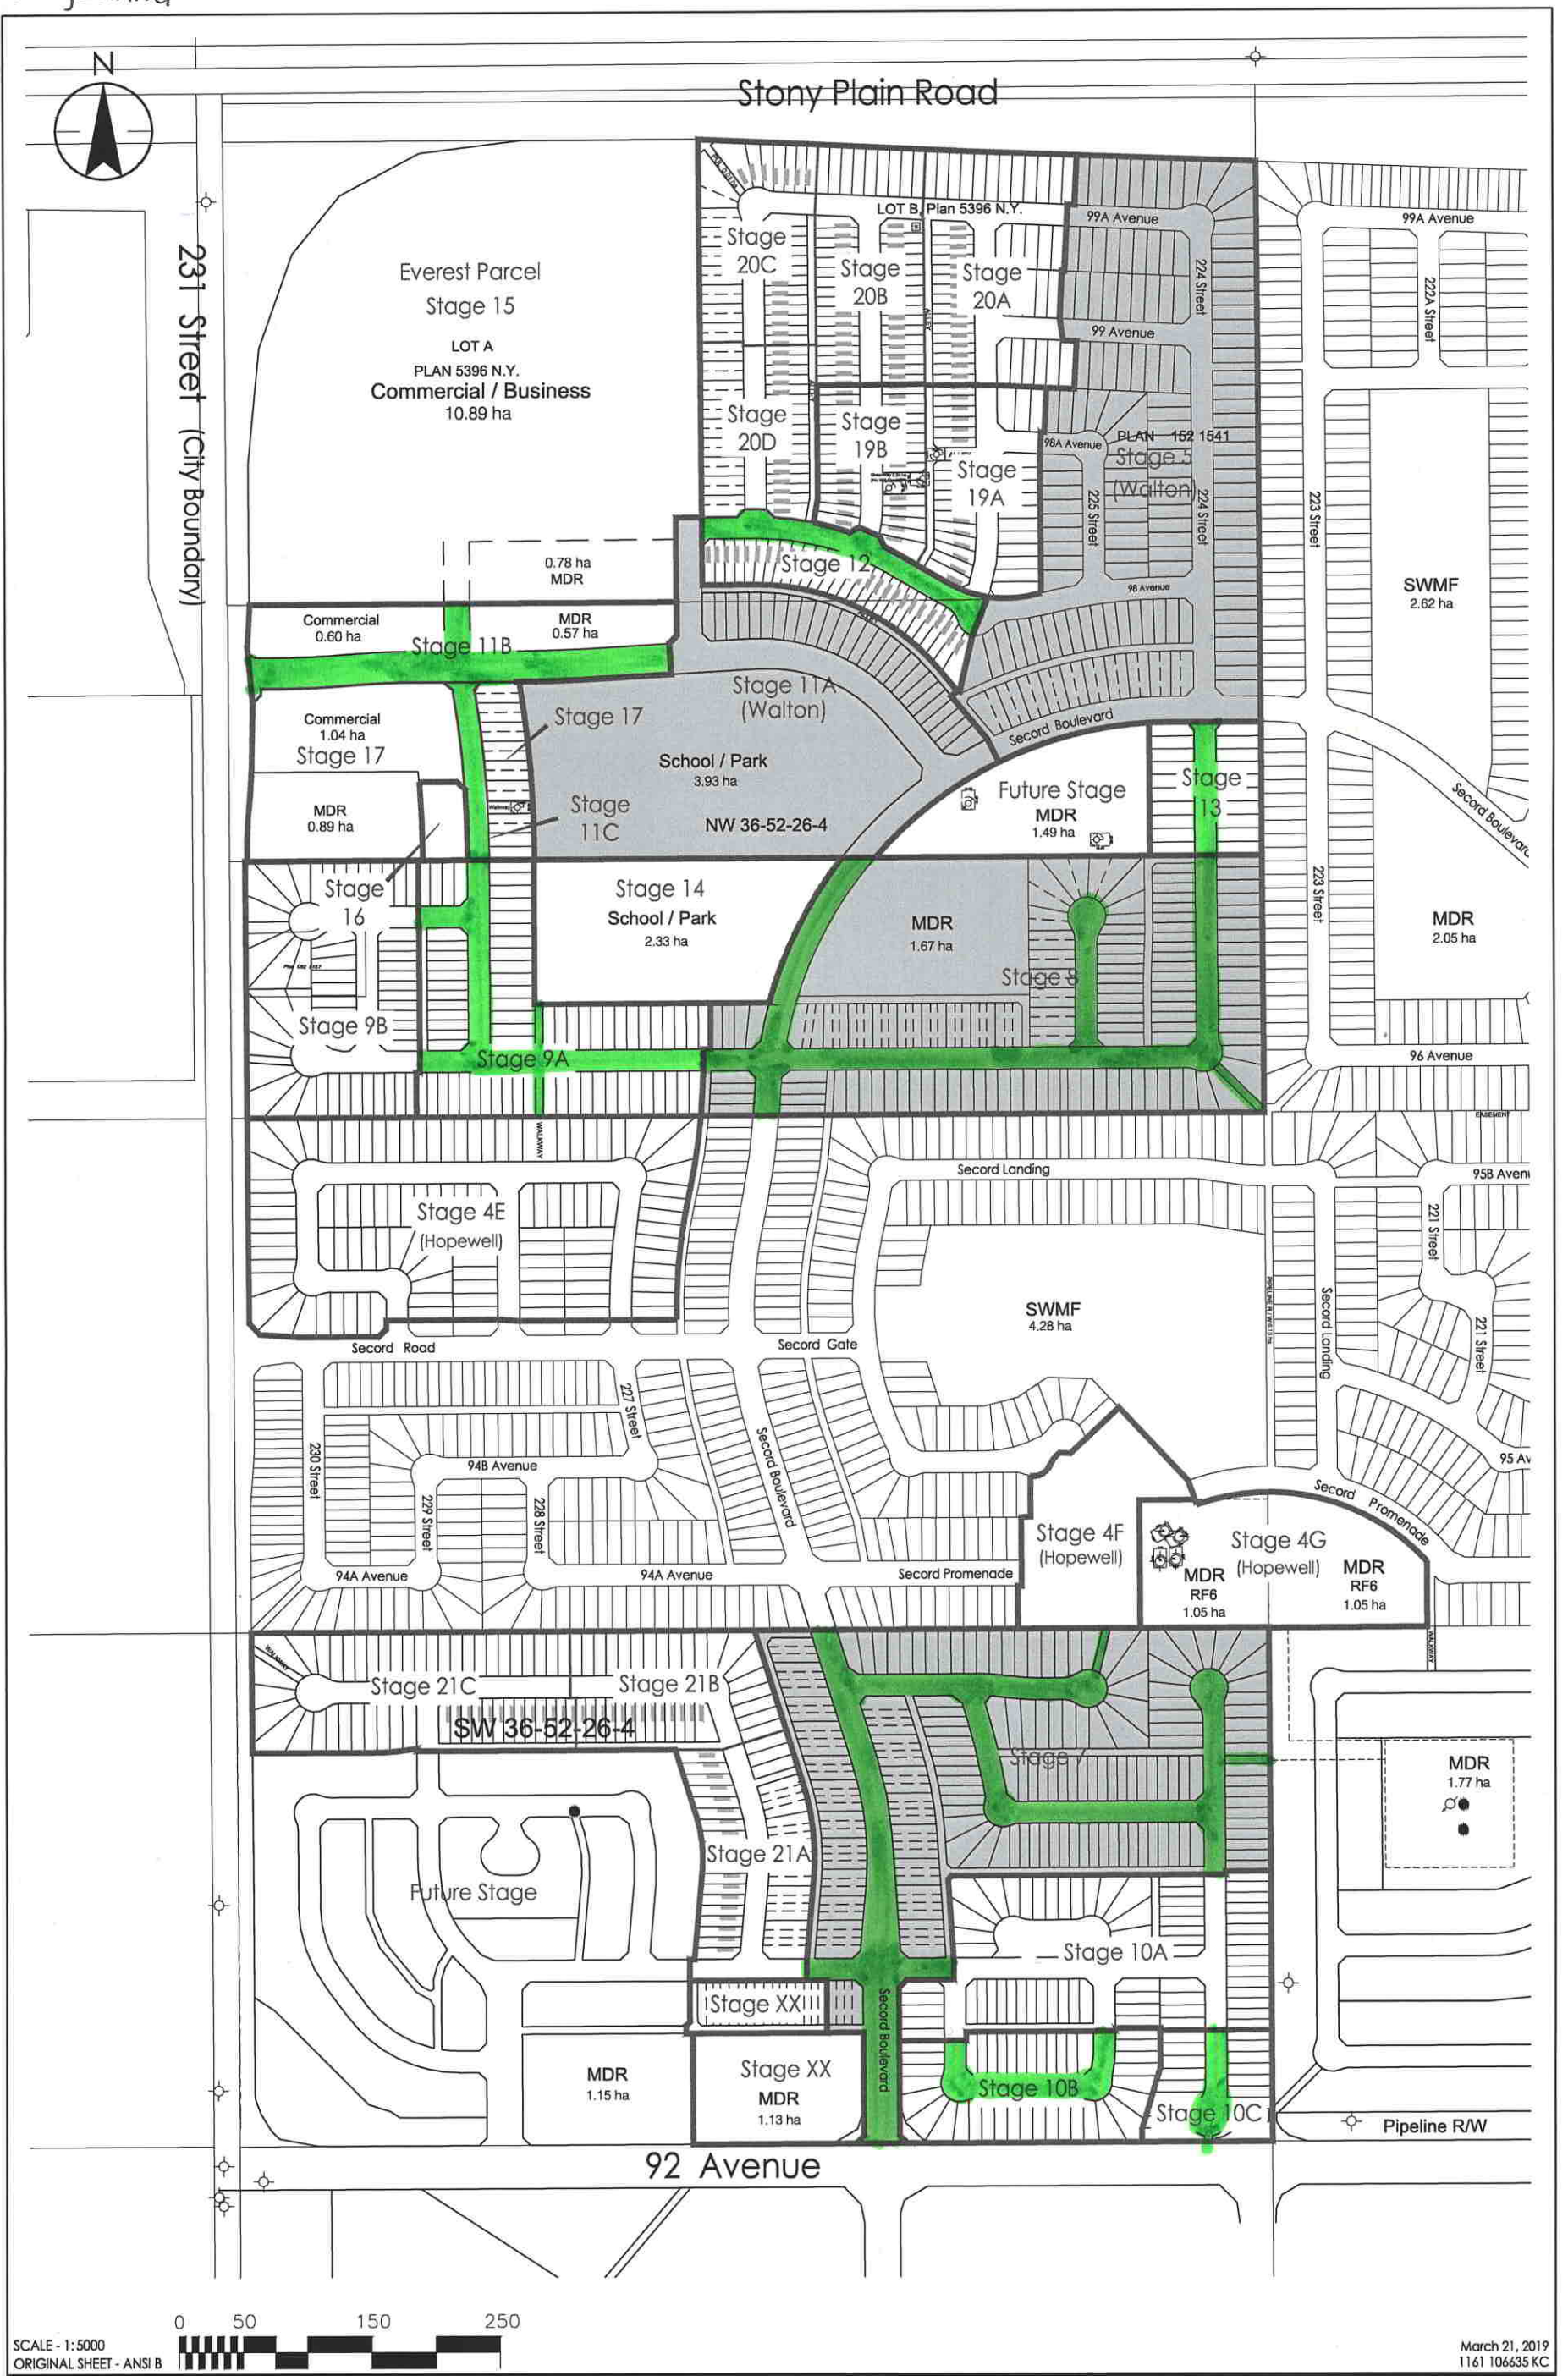 N
Stony Plain Road
231 Street (City Boundary)
Everest Parcel
Stage 15
LOT A
PLAN 5396 N.Y.
Commercial / Business
10.89 ha
LOT B, Plan 5396 N.Y.
Stage
20C
Stage
20B
Stage
20A
ALLEY
99A Avenue
224 Street
99 Avenue
99A Avenue
222A Street
Stage
20D
Stage
19B
Stage
19A
98A Avenue
PLAN 152 1541
Stage 5
(Walton)
225 Street
224 Street
223 Street
98 Avenue
SWMF
2.62 ha
Stage 12
0.78 ha
MDR
Commercial
0.60 ha
MDR
0.57 ha
Stage 11B
Stage 11A
(Walton)
Second Boulevard
Commercial
1.04 ha
Stage 17
Stage 17
School / Park
3.93 ha
NW 36-52-26-4
Stage
11C
Walkway
MDR
0.89 ha
Future Stage
MDR
1.49 ha
Stage
13
Secord Boulevard
Stage
16
Stage 14
School / Park
2.33 ha
MDR
1.67 ha
223 Street
MDR
2.05 ha
Stage 8
Stage 9B
Stage 9A
96 Avenue
EASEMENT
WALKWAY
Secord Landing
95B Avenu
Stage 4E
(Hopewell)
221 Street
SWMF
4.28 ha
Secord Landing
221 Street
Secord Road
Secord Gate
227 Street
230 Street
94B Avenue
229 Street
228 Street
Secord Boulevard
95 Av
Secord Promenade
94A Avenue
94A Avenue
Secord Promenade
Stage 4F
(Hopewell)
Stage 4G
(Hopewell)
MDR
RF6
1.05 ha
MDR
RF6
1.05 ha
WALKWAY
WALKWAY
Stage 21C
Stage 21B
SW 36-52-26-4
Stage 7
MDR
1.77 ha
Stage 21A
Future Stage
Stage 10A
Stage XX
Secord Boulevard
MDR
1.15 ha
Stage XX
MDR
1.13 ha
Stage 10B
Stage 10C
Pipeline R/W
92 Avenue
0 50 150 250
SCALE - 1:5000
ORIGINAL SHEET - ANSI B
March 21, 2019
1161 106635 KC